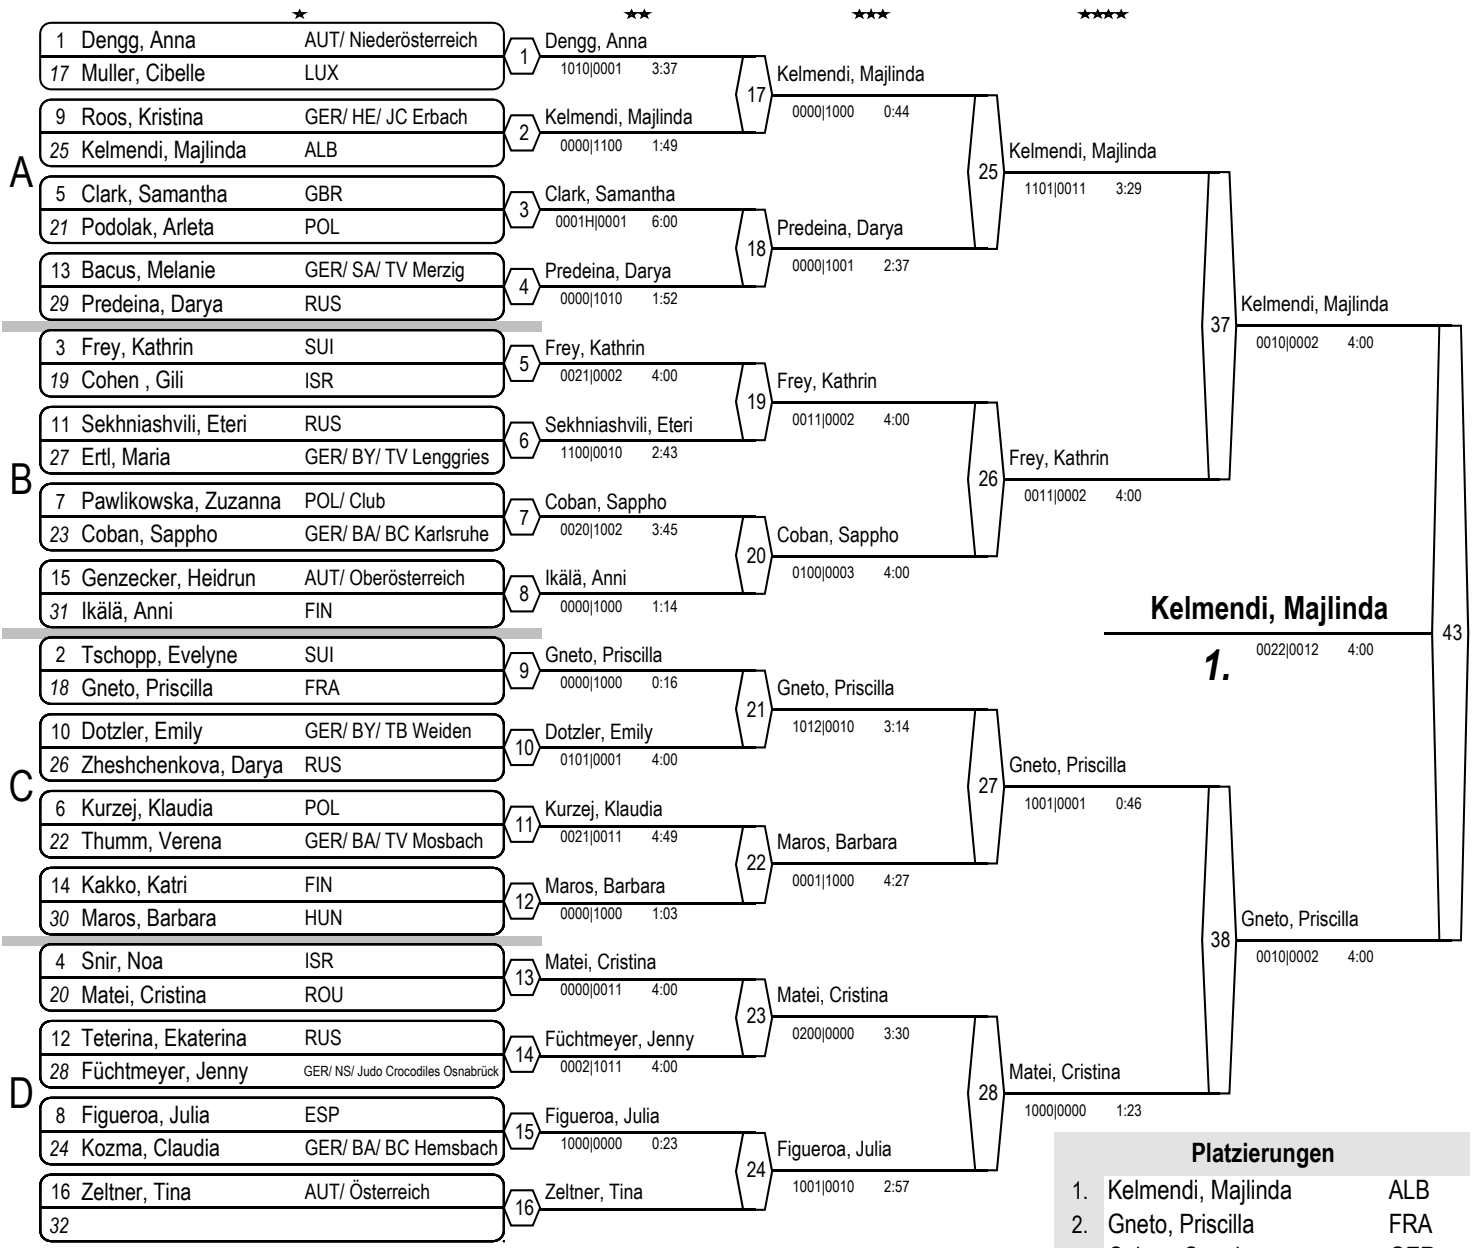 ★ ★★ ★★★ ★★★★
A
1 Dengg, Anna AUT/ Niederösterreich
17 Muller, Cibelle LUX
9 Roos, Kristina GER/ HE/ JC Erbach
25 Kelmendi, Majlinda ALB
5 Clark, Samantha GBR
21 Podolak, Arleta POL
13 Bacus, Melanie GER/ SA/ TV Merzig
29 Predeina, Darya RUS
B
3 Frey, Kathrin SUI
19 Cohen , Gili ISR
11 Sekhniashvili, Eteri RUS
27 Ertl, Maria GER/ BY/ TV Lenggries
7 Pawlikowska, Zuzanna POL/ Club
23 Coban, Sappho GER/ BA/ BC Karlsruhe
15 Genzecker, Heidrun AUT/ Oberösterreich
31 Ikälä, Anni FIN
C
2 Tschopp, Evelyne SUI
18 Gneto, Priscilla FRA
10 Dotzler, Emily GER/ BY/ TB Weiden
26 Zheshchenkova, Darya RUS
6 Kurzej, Klaudia POL
22 Thumm, Verena GER/ BA/ TV Mosbach
14 Kakko, Katri FIN
30 Maros, Barbara HUN
D
4 Snir, Noa ISR
20 Matei, Cristina ROU
12 Teterina, Ekaterina RUS
28 Füchtmeyer, Jenny GER/ NS/ Judo Crocodiles Osnabrück
8 Figueroa, Julia ESP
24 Kozma, Claudia GER/ BA/ BC Hemsbach
16 Zeltner, Tina AUT/ Österreich
32
1 Dengg, Anna
1010|0001 3:37
2 Kelmendi, Majlinda
0000|1100 1:49
3 Clark, Samantha
0001H|0001 6:00
4 Predeina, Darya
0000|1010 1:52
5 Frey, Kathrin
0021|0002 4:00
6 Sekhniashvili, Eteri
1100|0010 2:43
7 Coban, Sappho
0020|1002 3:45
8 Ikälä, Anni
0000|1000 1:14
9 Gneto, Priscilla
0000|1000 0:16
10 Dotzler, Emily
0101|0001 4:00
11 Kurzej, Klaudia
0021|0011 4:49
12 Maros, Barbara
0000|1000 1:03
13 Matei, Cristina
0000|0011 4:00
14 Füchtmeyer, Jenny
0002|1011 4:00
15 Figueroa, Julia
1000|0000 0:23
16 Zeltner, Tina
17 Kelmendi, Majlinda
0000|1000 0:44
18 Predeina, Darya
0000|1001 2:37
19 Frey, Kathrin
0011|0002 4:00
20 Coban, Sappho
0100|0003 4:00
21 Gneto, Priscilla
1012|0010 3:14
22 Maros, Barbara
0001|1000 4:27
23 Matei, Cristina
0200|0000 3:30
24 Figueroa, Julia
1001|0010 2:57
25 Kelmendi, Majlinda
1101|0011 3:29
26 Frey, Kathrin
0011|0002 4:00
27 Gneto, Priscilla
1001|0001 0:46
28 Matei, Cristina
1000|0000 1:23
37 Kelmendi, Majlinda
0010|0002 4:00
38 Gneto, Priscilla
0010|0002 4:00
Kelmendi, Majlinda 43
1. 0022|0012 4:00
Platzierungen
1. Kelmendi, Majlinda ALB
2. Gneto, Priscilla FRA